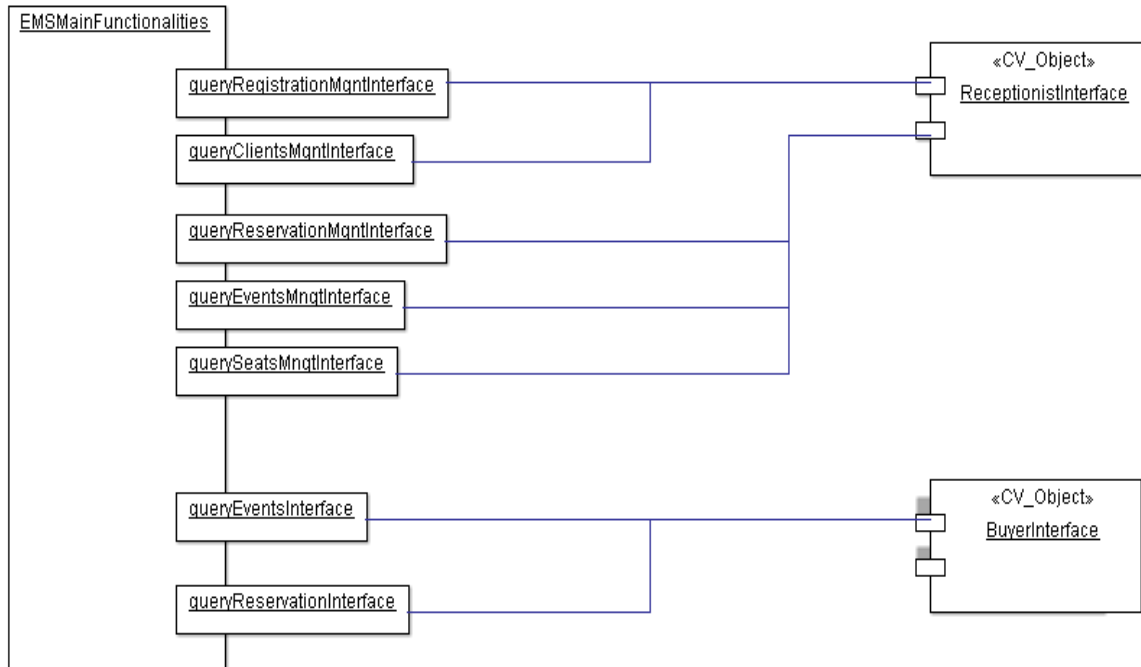 EMSMainFunctionalities
queryRegistrationMgntInterface
queryClientsMgntInterface
queryReservationMgntInterface
queryEventsMngtInterface
querySeatsMngtInterface
queryEventsInterface
queryReservationInterface
«CV_Object»
ReceptionistInterface
«CV_Object»
BuyerInterface